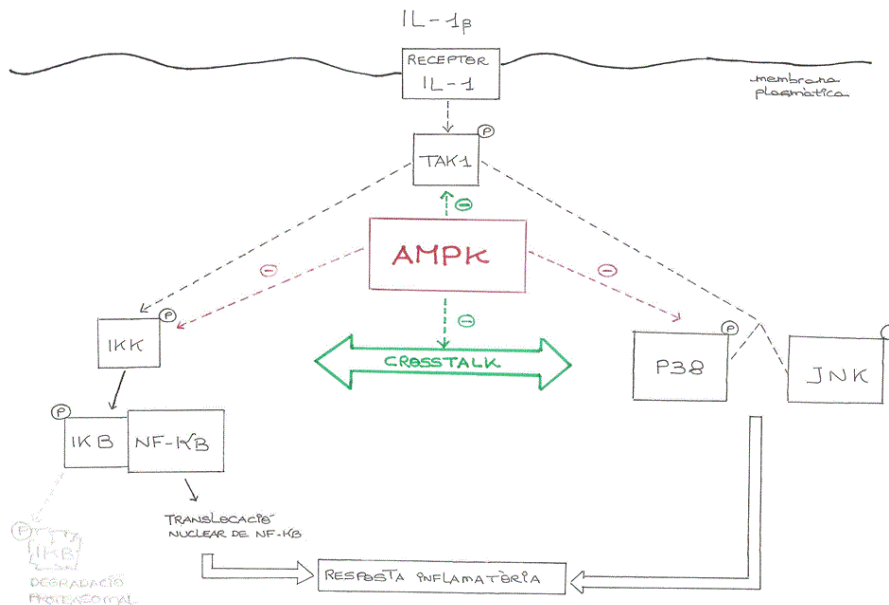 IL-1β
RECEPTOR
IL-1
membrana
plasmàtica
P
TAK1
⊖
AMPK
⊖
⊖
⊖
P
IKK
CROSSTALK
P
P38
P
JNK
P
IKB
NF-KB
TRANSLOCACIÓ
NUCLEAR DE NF-KB
P
IKB
DEGRADACIÓ
PROTEASOMAL
RESPOSTA INFLAMATÒRIA